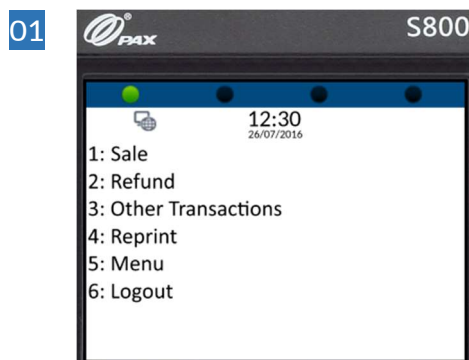 01
PAX
S800
12:30
26/07/2016
1: Sale
2: Refund
3: Other Transactions
4: Reprint
5: Menu
6: Logout